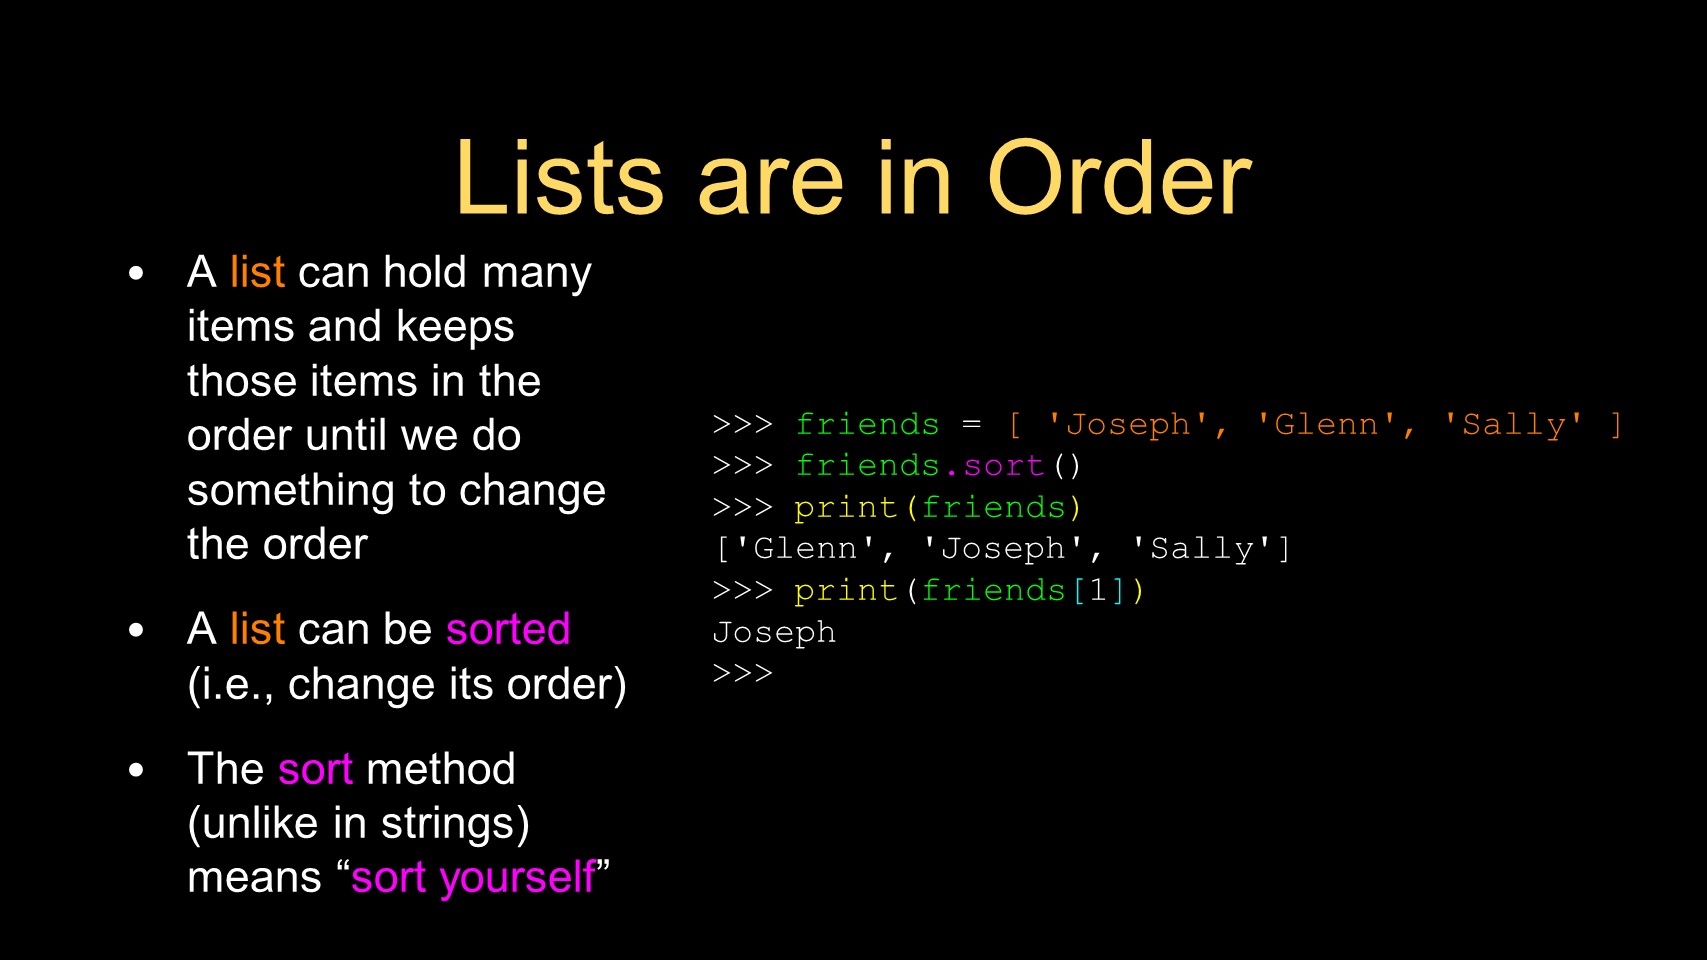 Lists are in Order
• A list can hold many
items and keeps
those items in the
order until we do
something to change
the order
• A list can be sorted
(i.e., change its order)
• The sort method
(unlike in strings)
means “sort yourself”
>>> friends = [ 'Joseph', 'Glenn', 'Sally' ]
>>> friends.sort()
>>> print(friends)
['Glenn', 'Joseph', 'Sally']
>>> print(friends[1])
Joseph
>>>